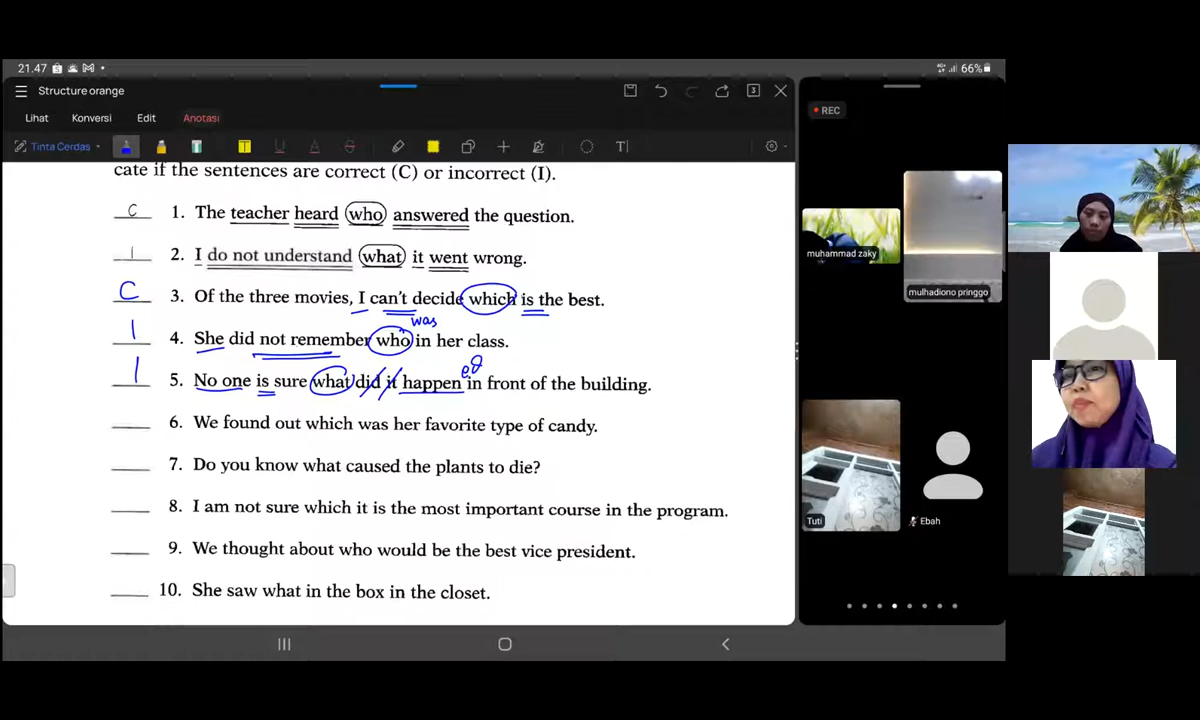 21.47
66%
Structure orange
3
Lihat Konversi Edit Anotasi
Tinta Cerdas
cate if the sentences are correct (C) or incorrect (I).
C 1. The teacher heard who answered the question.
I 2. I do not understand what it went wrong.
C 3. Of the three movies, I can't decide which is the best.
was
I 4. She did not remember who in her class.
I 5. No one is sure what did it happen ed in front of the building.
6. We found out which was her favorite type of candy.
7. Do you know what caused the plants to die?
8. I am not sure which it is the most important course in the program.
9. We thought about who would be the best vice president.
10. She saw what in the box in the closet.
REC
muhammad zaky
mulhadiono pringgo
Tuti
Ebah